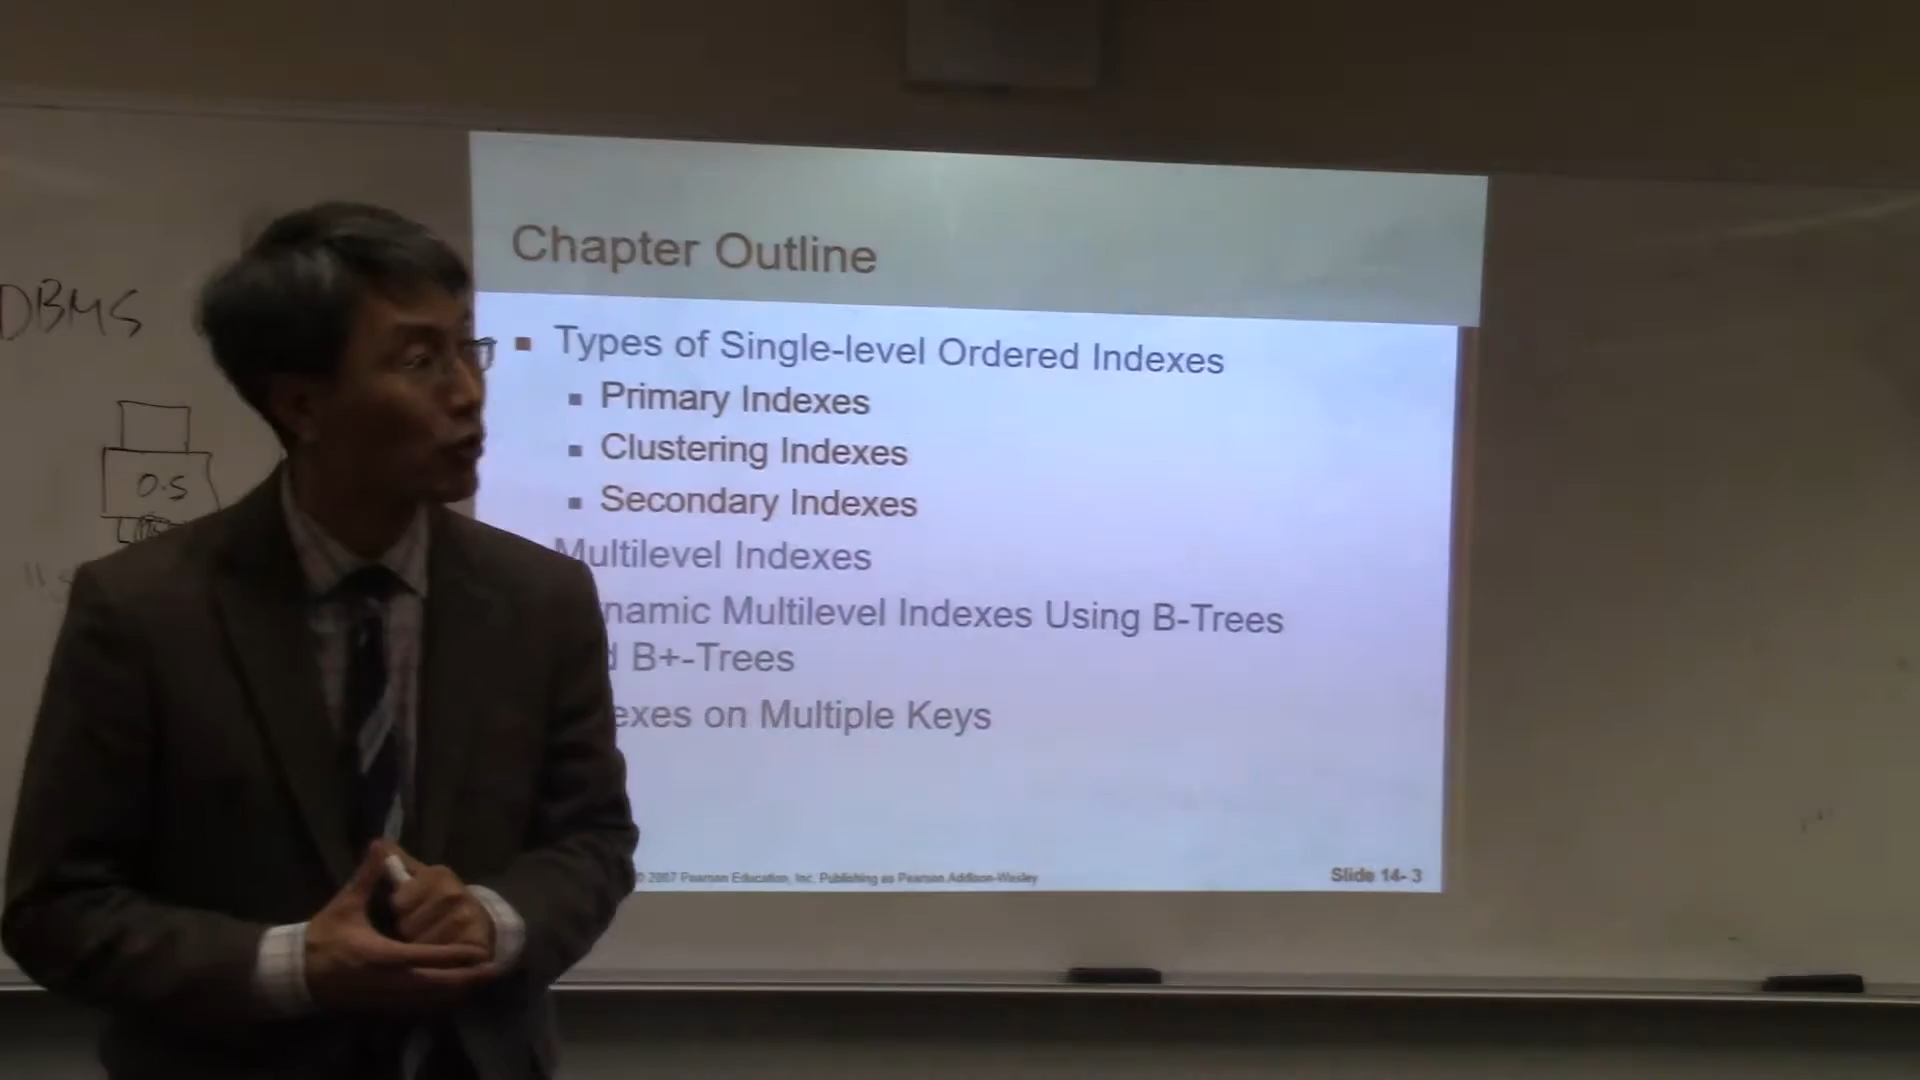 DBMS
O.S
Chapter Outline
Types of Single-level Ordered Indexes
Primary Indexes
Clustering Indexes
Secondary Indexes
Multilevel Indexes
namic Multilevel Indexes Using B-Trees
B+-Trees
exes on Multiple Keys
© 2007 Pearson Education, Inc. Publishing as Pearson Addison-Wesley
Slide 14- 3